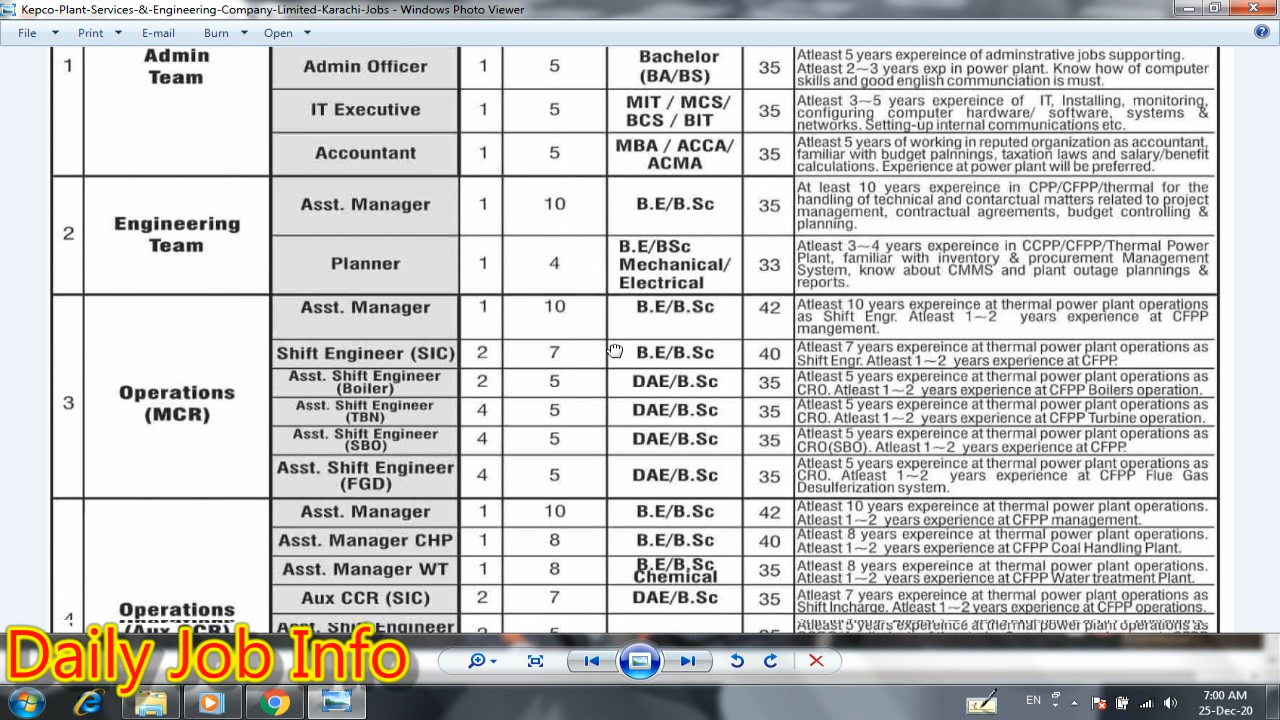 Kepco-Plant-Services-&-Engineering-Company-Limited-Karachi-Jobs - Windows Photo Viewer
File Print E-mail Burn Open
1 Admin Team Admin Officer 1 5 Bachelor (BA/BS) 35
Atleast 5 years expereince of adminstrative jobs supporting.
Atleast 2~3 years exp in power plant. Know how of computer
skills and good english communciation is must.
IT Executive 1 5 MIT / MCS/ BCS / BIT 35
Atleast 3~5 years expereince of IT, Installing, monitoring,
configuring computer hardware/ software, systems &
networks. Setting-up internal communications etc.
Accountant 1 5 MBA / ACCA/ ACMA 35
Atleast 5 years of working in reputed organization as accountant,
familiar with budget palnnings, taxation laws and salary/benefit
calculations. Experience at power plant will be preferred.
2 Engineering Team Asst. Manager 1 10 B.E/B.Sc 35
At least 10 years expereince in CPP/CFPP/thermal for the
handling of technical and contarctual matters related to project
management, contractual agreements, budget controlling &
planning.
Planner 1 4 B.E/BSc Mechanical/ Electrical 33
Atleast 3~4 years expereince in CCPP/CFPP/Thermal Power
Plant, familiar with inventory & procurement Management
System, know about CMMS and plant outage plannings &
reports.
3 Operations (MCR) Asst. Manager 1 10 B.E/B.Sc 42
Atleast 10 years expereince at thermal power plant operations
as Shift Engr. Atleast 1~2 years experience at CFPP
mangement.
Shift Engineer (SIC) 2 7 B.E/B.Sc 40
Atleast 7 years experience at thermal power plant operations as
Shift Engr. Atleast 1~2 years experience at CFPP.
Asst. Shift Engineer (Boiler) 2 5 DAE/B.Sc 35
Atleast 5 years expereince at thermal power plant operations as
CRO. Atleast 1~2 years experience at CFPP Boilers operation.
Asst. Shift Engineer (TBN) 4 5 DAE/B.Sc 35
Atleast 5 years expereince at thermal power plant operations as
CRO. Atleast 1~2 years experience at CFPP Turbine operation.
Asst. Shift Engineer (SBO) 4 5 DAE/B.Sc 35
Atleast 5 years expereince at thermal power plant operations as
CRO(SBO). Atleast 1~2 years experience at CFPP.
Asst. Shift Engineer (FGD) 4 5 DAE/B.Sc 35
Atleast 5 years expereince at thermal power plant operations as
CRO. Atleast 1~2 years experience at CFPP Flue Gas
Desulferization system.
4 Operations (Aux CCR) Asst. Manager 1 10 B.E/B.Sc 42
Atleast 10 years expereince at thermal power plant operations.
Atleast 1~2 years experience at CFPP management.
Asst. Manager CHP 1 8 B.E/B.Sc 40
Atleast 8 years expereince at thermal power plant operations.
Atleast 1~2 years experience at CFPP Coal Handling Plant.
Asst. Manager WT 1 8 B.E/B.Sc Chemical 35
Atleast 8 years expereince at thermal power plant operations.
Atleast 1~2 years experience at CFPP Water treatment Plant.
Aux CCR (SIC) 2 7 DAE/B.Sc 35
Atleast 7 years expereince at thermal power plant operations as
Shift Incharge. Atleast 1~2 years experience at CFPP operations.
Asst. Shift Engineer
Atleast 5 years expereince at thermal power plant operations as
Daily Job Info
EN
7:00 AM
25-Dec-20